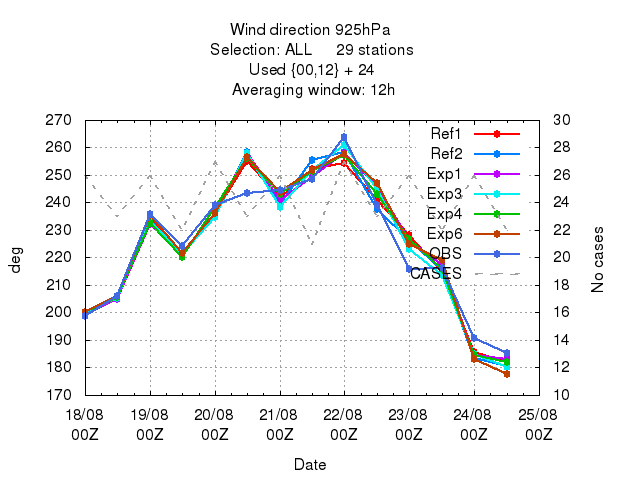 Wind direction 925hPa
Selection: ALL 29 stations
Used {00,12} + 24
Averaging window: 12h
270 30
260 28
250 26
240 24
230 22
220 20
210 18
200 16
190 14
180 12
170 10
Ref1
Ref2
Exp1
Exp3
Exp4
Exp6
OBS
CASES
deg
No cases
18/08 19/08 20/08 21/08 22/08 23/08 24/08 25/08
00Z 00Z 00Z 00Z 00Z 00Z 00Z 00Z
Date